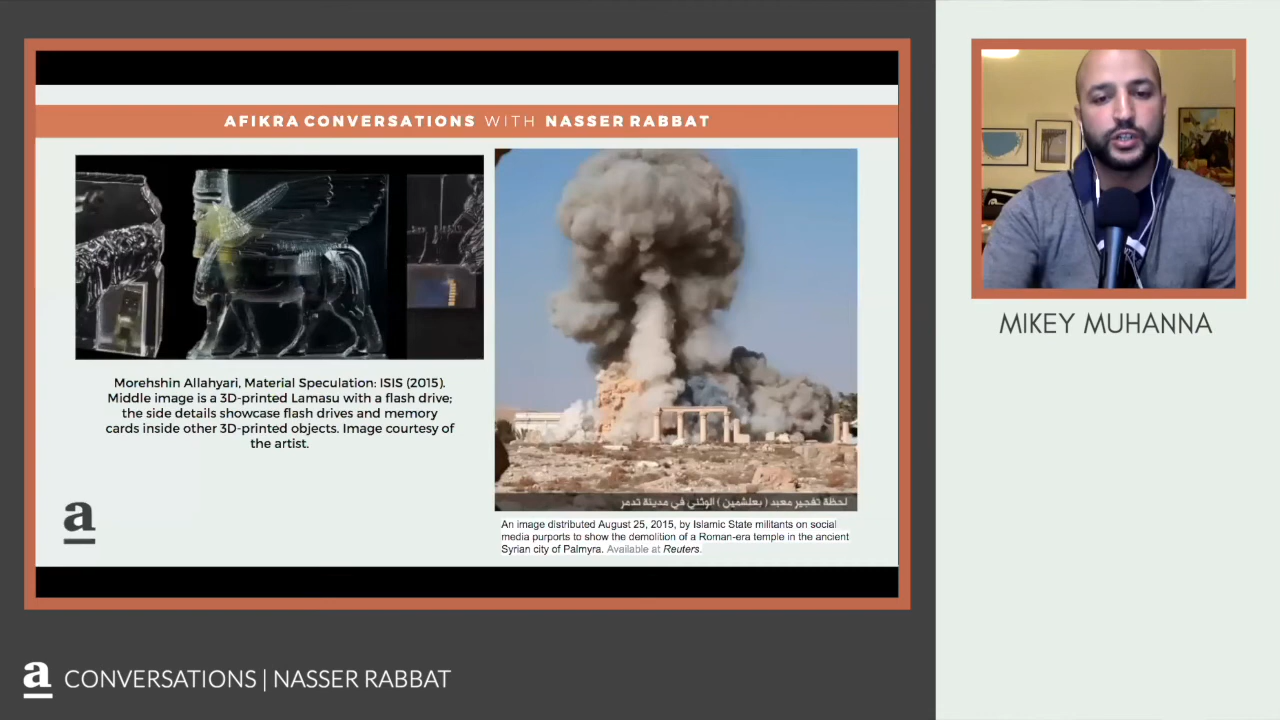 AFIKRA CONVERSATIONS WITH NASSER RABBAT
Morehshin Allahyari, Material Speculation: ISIS (2015).
Middle image is a 3D-printed Lamasu with a flash drive;
the side details showcase flash drives and memory
cards inside other 3D-printed objects. Image courtesy of
the artist.
a
لحظة تفجير معبد ( بعلشمين ) الوثني في مدينة تدمر
An image distributed August 25, 2015, by Islamic State militants on social
media purports to show the demolition of a Roman-era temple in the ancient
Syrian city of Palmyra. Available at Reuters.
MIKEY MUHANNA
a CONVERSATIONS | NASSER RABBAT